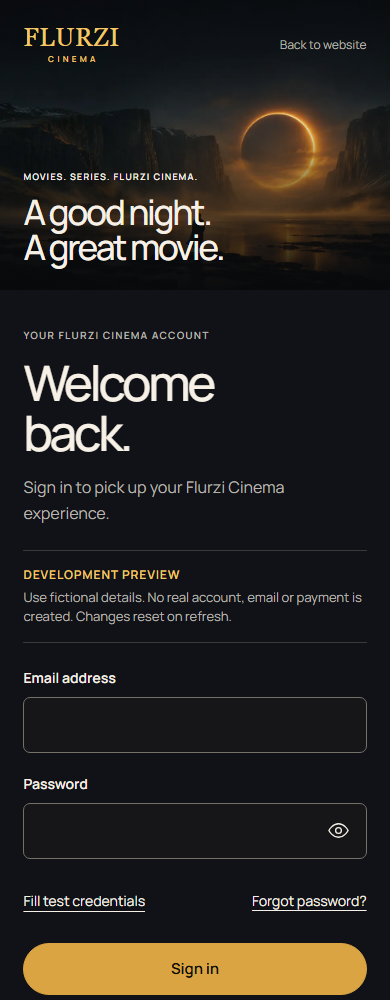 FLURZI
CINEMA
Back to website
MOVIES. SERIES. FLURZI CINEMA.
A good night.
A great movie.
YOUR FLURZI CINEMA ACCOUNT
Welcome
back.
Sign in to pick up your Flurzi Cinema
experience.
DEVELOPMENT PREVIEW
Use fictional details. No real account, email or payment is
created. Changes reset on refresh.
Email address
Password
Fill test credentials
Forgot password?
Sign in